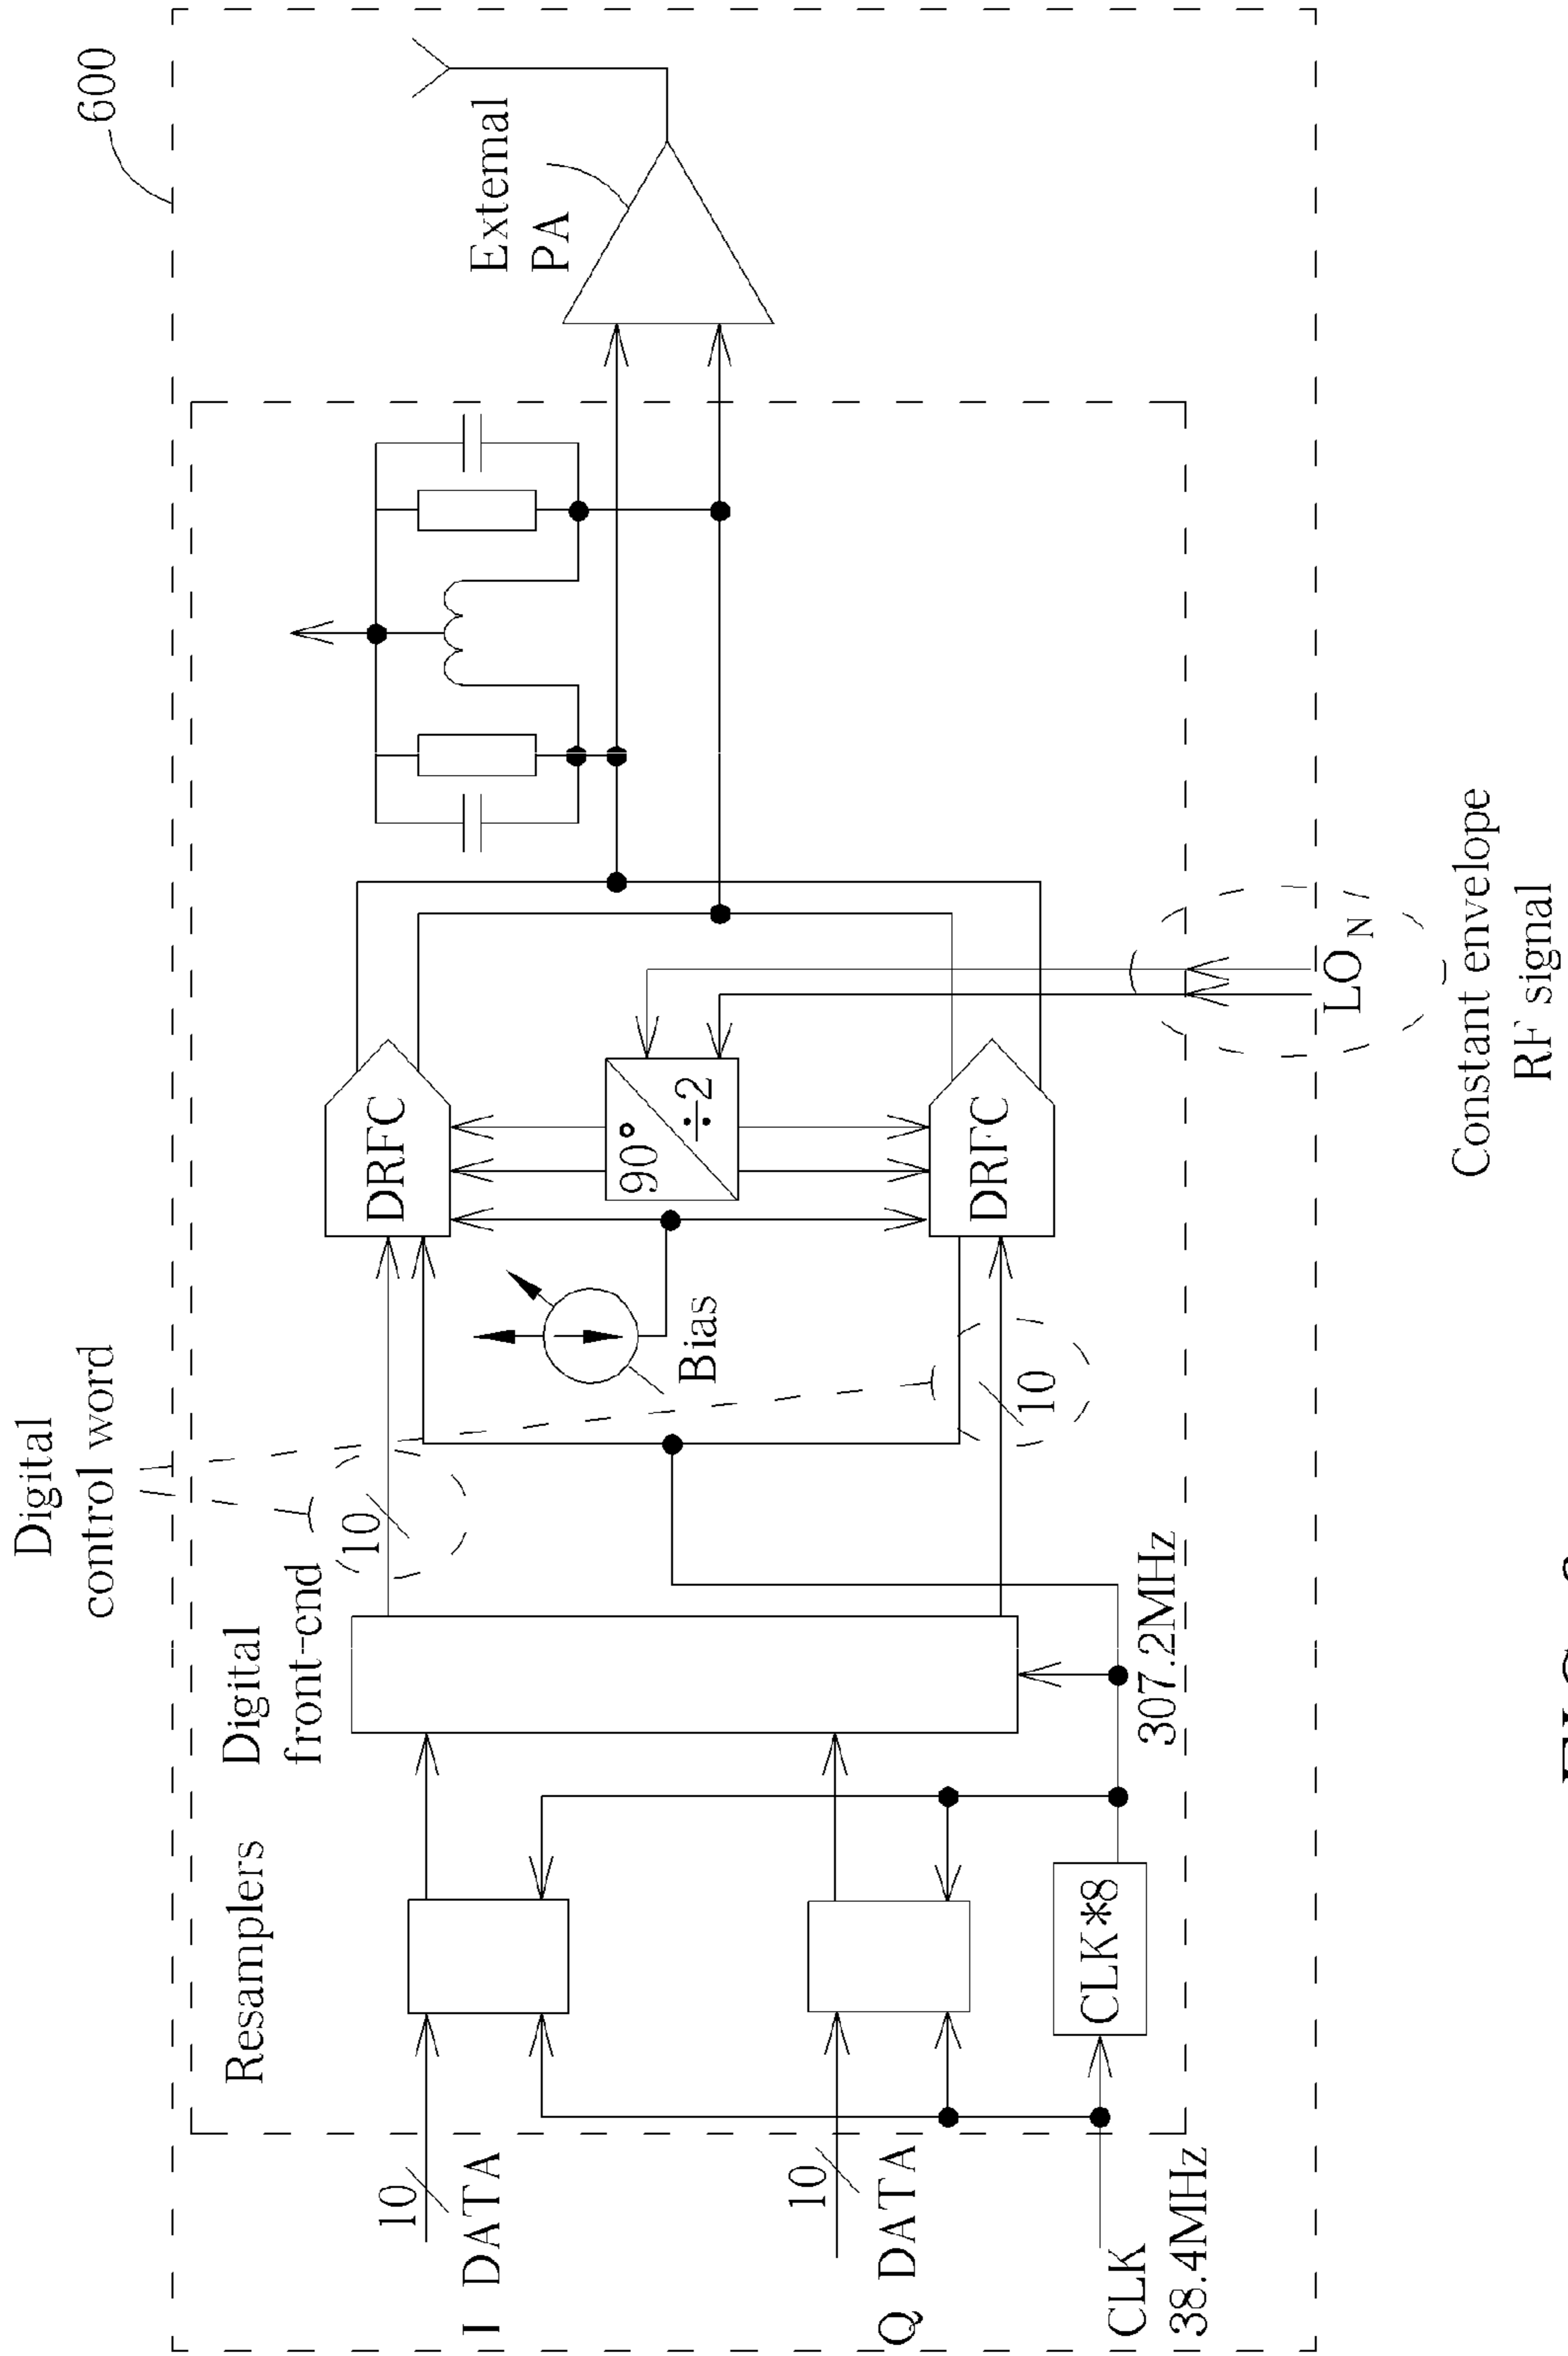 600
Digital
control word
Resamplers
Digital
front-end
10
10
I DATA
10
Q DATA
CLK
38.4MHz
CLK*8
307.2MHz
10
Bias
DRFC
90°
÷2
DRFC
External
PA
LO N
Constant envelope
RF signal